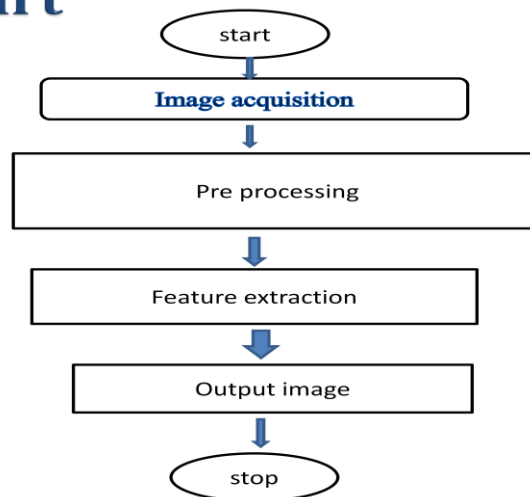 start
Image acquisition
Pre processing
Feature extraction
Output image
stop